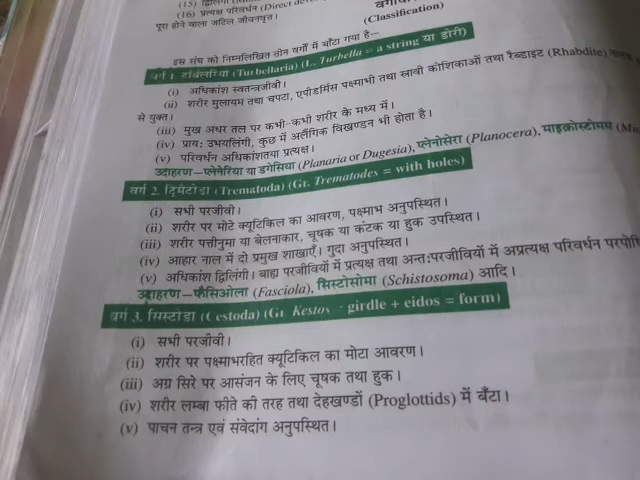 (15) द्विलिंगी
(16) प्रत्यक्ष परिवर्धन (Direct
पूरा होने वाला जटिल जीवनवृत्त।
(Classification)
इस संघ को निम्नलिखित तीन वर्गों में बाँटा गया है–
वर्ग 1. टर्बिलेरिया (Turbellaria) (L. Turbella = a string या डोरी)
(i) अधिकांश स्वतन्त्रजीवी।
(ii) शरीर मुलायम तथा चपटा, एपीडर्मिस पक्ष्माभी तथा स्रावी कोशिकाओं तथा रैब्डाइट (Rhabdite)
से युक्त।
(iii) मुख अधर तल पर कभी-कभी शरीर के मध्य में।
(iv) प्राय: उभयलिंगी, कुछ में अलैंगिक विखण्डन भी होता है।
(v) परिवर्धन अधिकांशतया प्रत्यक्ष।
उदाहरण–प्लेनेरिया या डुगेसिया (Planaria or Dugesia), प्लेनोसेरा (Planocera), माइक्रोस्टोमम
वर्ग 2. ट्रिमैटोडा (Trematoda) (Gr. Trematodes = with holes)
(i) सभी परजीवी।
(ii) शरीर पर मोटे क्यूटिकिल का आवरण, पक्ष्माभ अनुपस्थित।
(iii) शरीर पत्तीनुमा या बेलनाकार, चूषक या कंटक या हुक उपस्थित।
(iv) आहार नाल में दो प्रमुख शाखाएँ। गुदा अनुपस्थित।
(v) अधिकांश द्विलिंगी। बाह्य परजीवियों में प्रत्यक्ष तथा अन्त:परजीवियों में अप्रत्यक्ष परिवर्धन
उदाहरण–फैसिओला (Fasciola), सिस्टोसोमा (Schistosoma) आदि।
वर्ग 3. सिस्टोडा (Cestoda) (Gr. Kestos – girdle + eidos = form)
(i) सभी परजीवी।
(ii) शरीर पर पक्ष्माभरहित क्यूटिकिल का मोटा आवरण।
(iii) अग्र सिरे पर आसंजन के लिए चूषक तथा हुक।
(iv) शरीर लम्बा फीते की तरह तथा देहखण्डों (Proglottids) में बँटा।
(v) पाचन तन्त्र एवं संवेदांग अनुपस्थित।